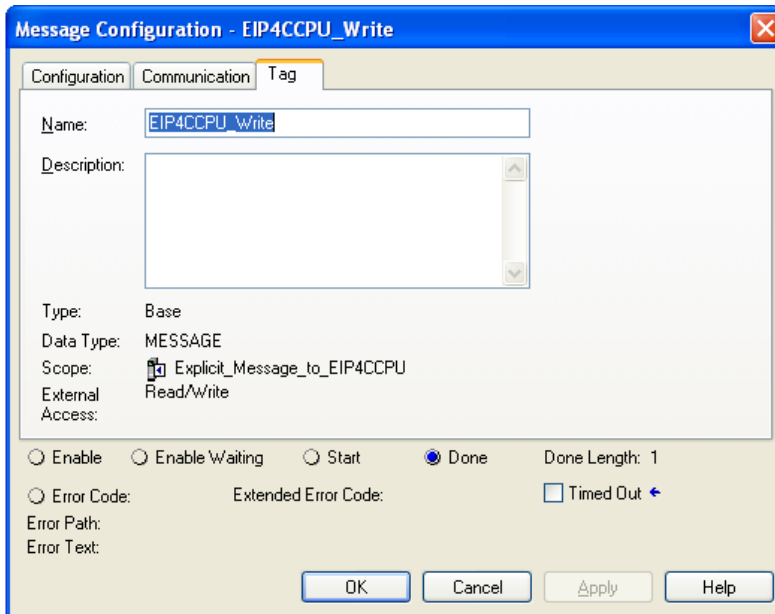 Message Configuration - EIP4CCPU_Write
Configuration Communication Tag
Name: EIP4CCPU_Write
Description:
Type: Base
Data Type: MESSAGE
Scope: Explicit_Message_to_EIP4CCPU
External Access: Read/Write
Enable Enable Waiting Start Done Done Length: 1
Error Code: Extended Error Code: Timed Out
Error Path:
Error Text:
OK Cancel Apply Help